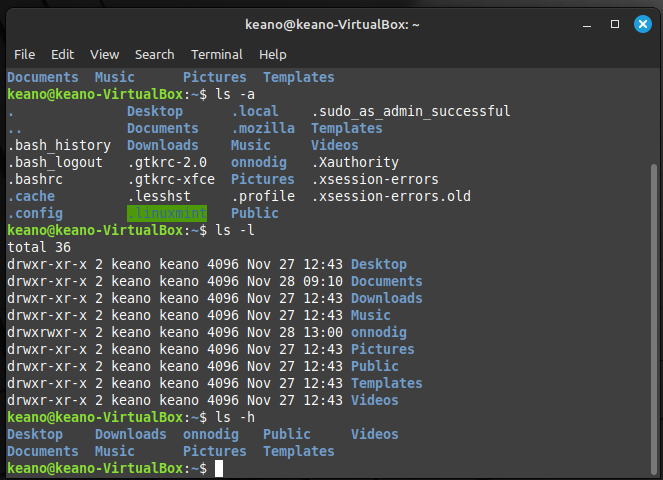 keano@keano-VirtualBox: ~
File Edit View Search Terminal Help
Documents  Music      Pictures  Templates
keano@keano-VirtualBox:~$ ls -a
.              Desktop      .local    .sudo_as_admin_successful
..             Documents    .mozilla  Templates
.bash_history  Downloads    Music     Videos
.bash_logout   .gtkrc-2.0   onnodig   .Xauthority
.bashrc        .gtkrc-xfce  Pictures  .xsession-errors
.cache         .lesshst     .profile  .xsession-errors.old
.config        .linuxmint   Public
keano@keano-VirtualBox:~$ ls -l
total 36
drwxr-xr-x 2 keano keano 4096 Nov 27 12:43 Desktop
drwxr-xr-x 2 keano keano 4096 Nov 28 09:10 Documents
drwxr-xr-x 2 keano keano 4096 Nov 27 12:43 Downloads
drwxr-xr-x 2 keano keano 4096 Nov 27 12:43 Music
drwxrwxr-x 2 keano keano 4096 Nov 28 13:00 onnodig
drwxr-xr-x 2 keano keano 4096 Nov 27 12:43 Pictures
drwxr-xr-x 2 keano keano 4096 Nov 27 12:43 Public
drwxr-xr-x 2 keano keano 4096 Nov 27 12:43 Templates
drwxr-xr-x 2 keano keano 4096 Nov 27 12:43 Videos
keano@keano-VirtualBox:~$ ls -h
Desktop    Downloads  onnodig   Public     Videos
Documents  Music      Pictures  Templates
keano@keano-VirtualBox:~$